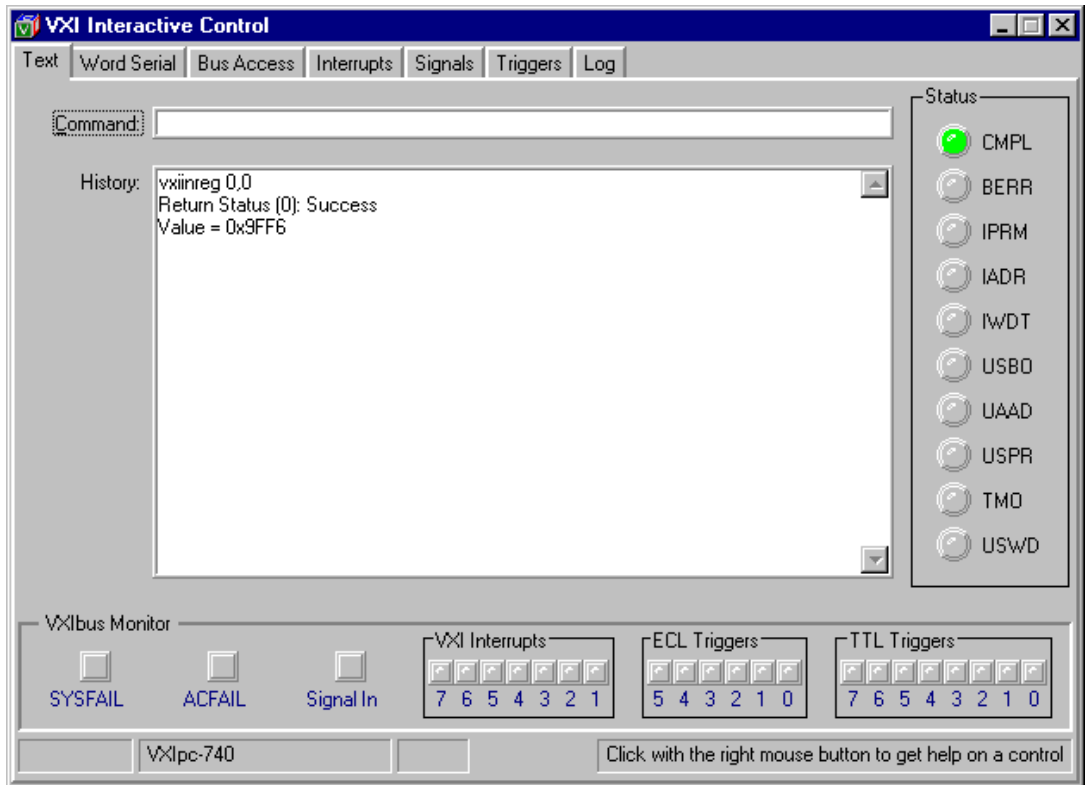 VXI Interactive Control
Text Word Serial Bus Access Interrupts Signals Triggers Log
Command:
History:
vxiinreg 0,0
Return Status (0): Success
Value = 0x9FF6
Status
CMPL
BERR
IPRM
IADR
IWDT
USBO
UAAD
USPR
TMO
USWD
VXIbus Monitor
SYSFAIL
ACFAIL
Signal In
VXI Interrupts
7 6 5 4 3 2 1
ECL Triggers
5 4 3 2 1 0
TTL Triggers
7 6 5 4 3 2 1 0
VXIpc-740
Click with the right mouse button to get help on a control